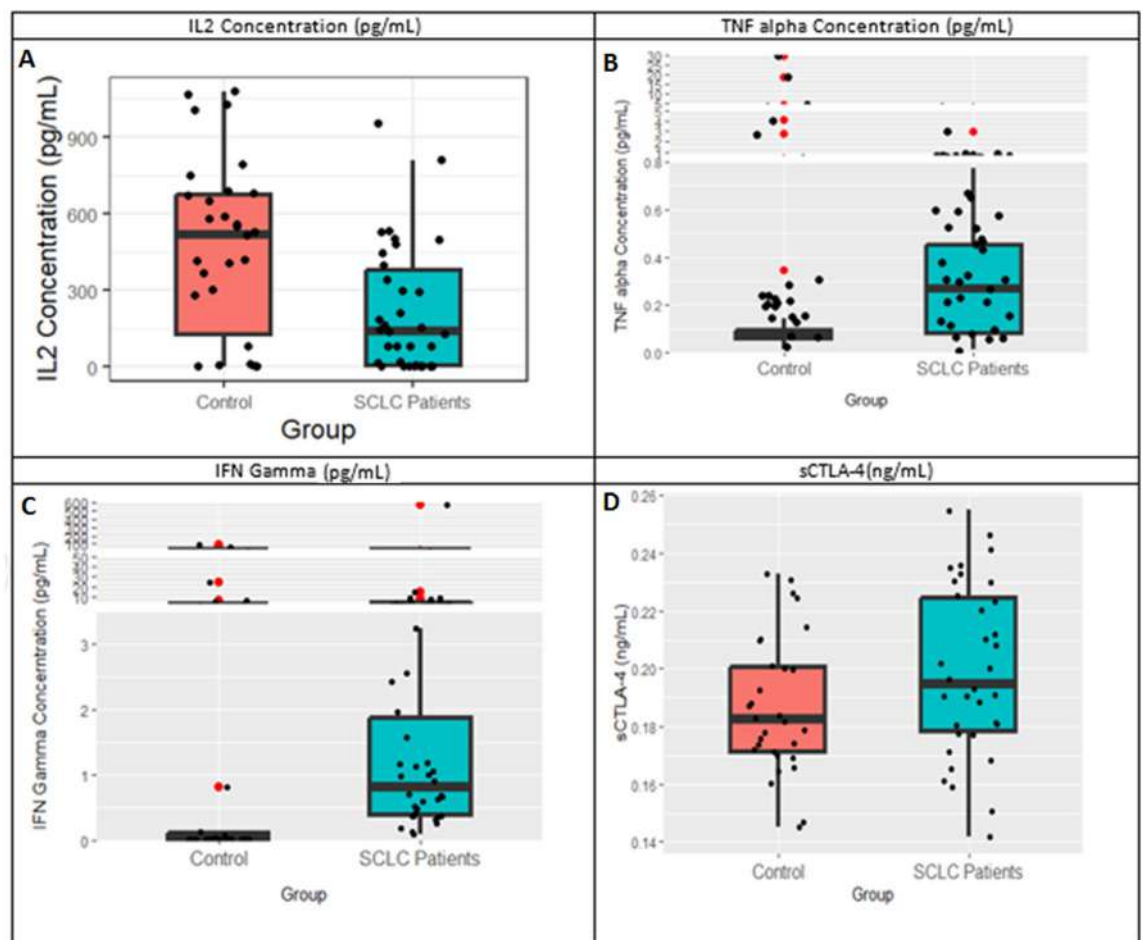 IL2 Concentration (pg/mL)
TNF alpha Concentration (pg/mL)
A
IL2 Concentration (pg/mL)
900
600
300
0
Control
SCLC Patients
Group
B
TNF alpha Concentration (pg/mL)
30
0.8
0.6
0.4
0.2
0.0
Control
SCLC Patients
Group
IFN Gamma (pg/mL)
sCTLA-4(ng/mL)
C
IFN Gamma Concentration (pg/mL)
600
50
10
3
2
1
0
Control
SCLC Patients
Group
D
sCTLA-4 (ng/mL)
0.26
0.24
0.22
0.20
0.18
0.16
0.14
Control
SCLC Patients
Group